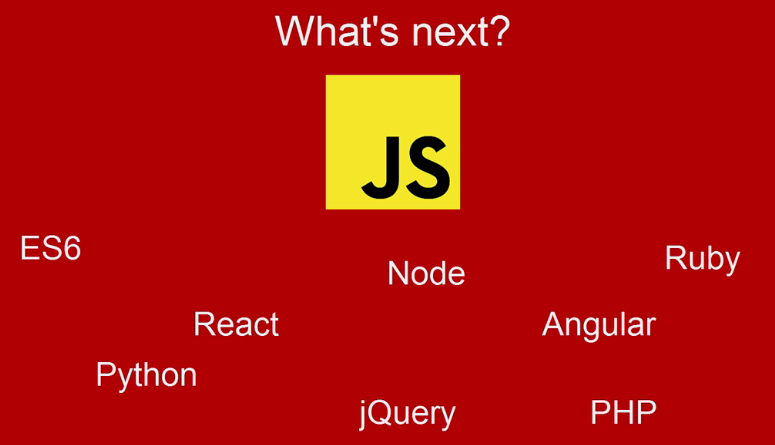 What's next?
JS
ES6
Node
Ruby
React
Angular
Python
jQuery
PHP